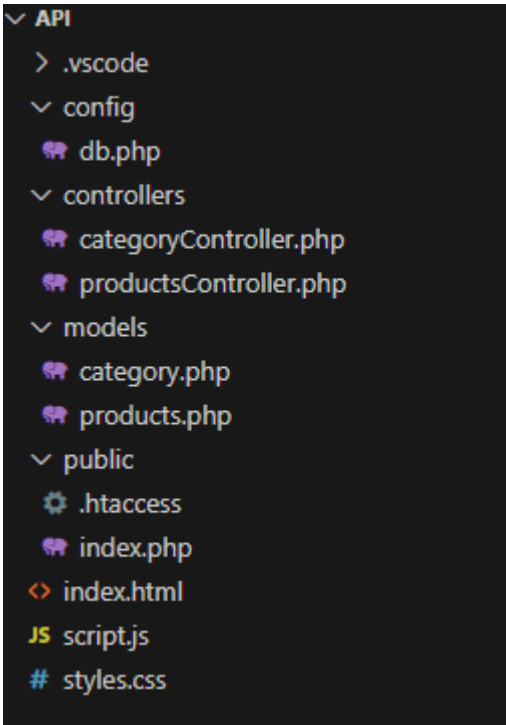 API
.vscode
config
db.php
controllers
categoryController.php
productsController.php
models
category.php
products.php
public
.htaccess
index.php
<> index.html
JS script.js
# styles.css